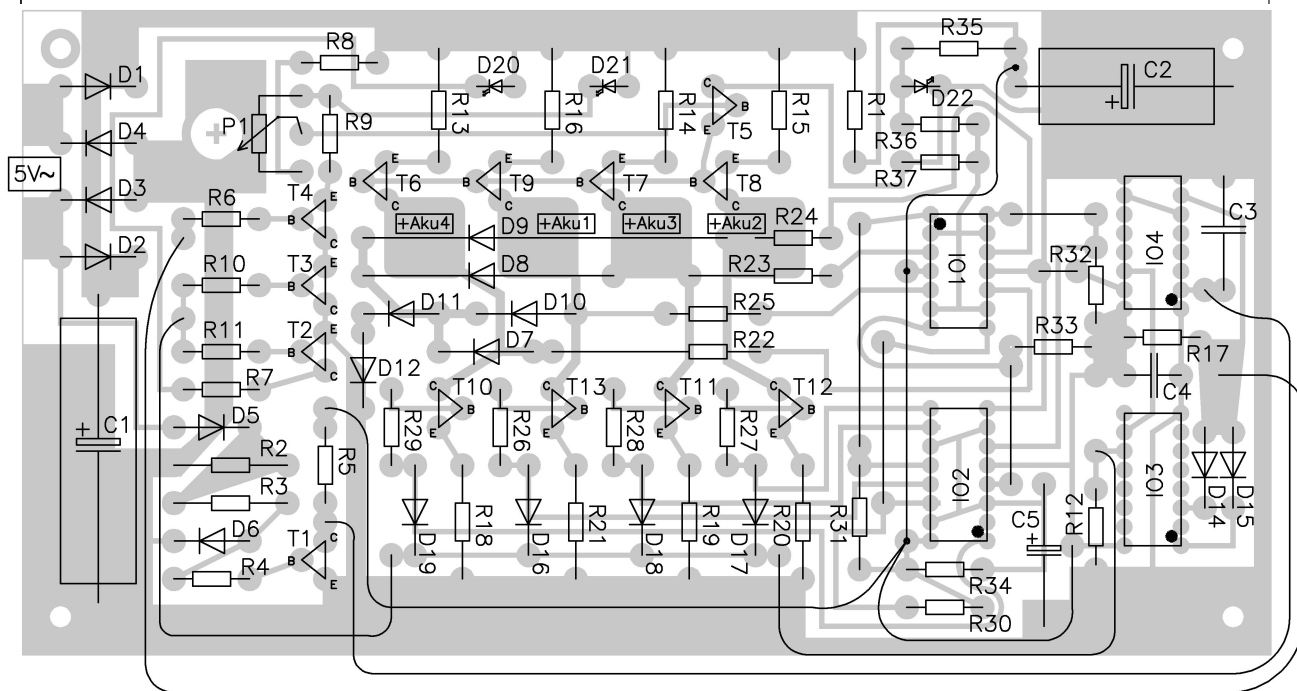 R35
R8
D20
D21
C2
D1
+
D22
C
R13
R16
R14
T5
B
R15
R1
E
P1
R9
D4
R36
R37
5V~
E
T6
B
C
E
T9
B
C
E
T7
B
C
E
T8
B
C
D3
R6
T4
E
B
C
+Aku4
+Aku1
+Aku3
+Aku2
R24
C3
D9
D2
IO1
IO4
R32
R10
T3
E
B
C
D8
R23
D11
D10
R25
R11
T2
E
B
C
D7
R22
R33
R17
D12
R7
C4
T10
C
B
E
T13
C
B
E
T11
C
B
E
T12
C
B
E
C1
+
D5
R29
R26
R28
R27
R2
R5
IO2
IO3
R3
R18
R21
R19
R20
R31
R12
D14
D15
C5
+
D6
T1
C
B
E
D19
D16
D18
D17
R4
R34
R30